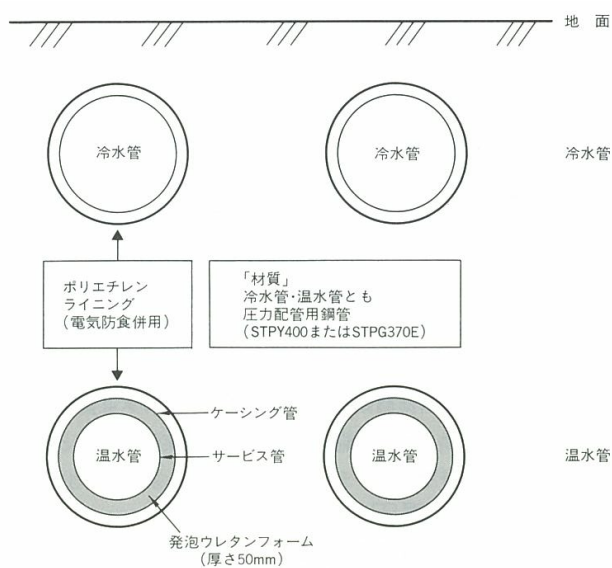 地 面
冷水管
冷水管
冷水管
ポリエチレン
ライニング
(電気防食併用)
「材質」
冷水管・温水管とも
圧力配管用鋼管
(STPY400またはSTPG370E)
ケーシング管
温水管
サービス管
温水管
温水管
発泡ウレタンフォーム
(厚さ50mm)